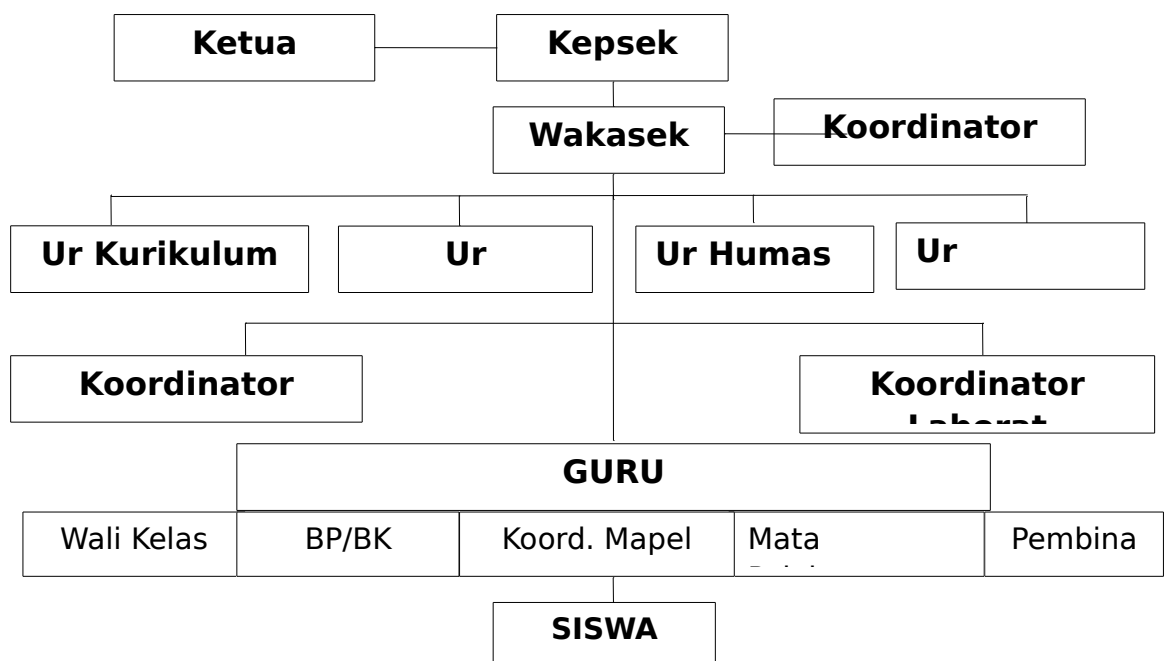 Ketua
Kepsek
Wakasek
Koordinator
Ur Kurikulum
Ur
Ur Humas
Ur
Koordinator
Koordinator
GURU
Wali Kelas
BP/BK
Koord. Mapel
Mata
Pembina
SISWA